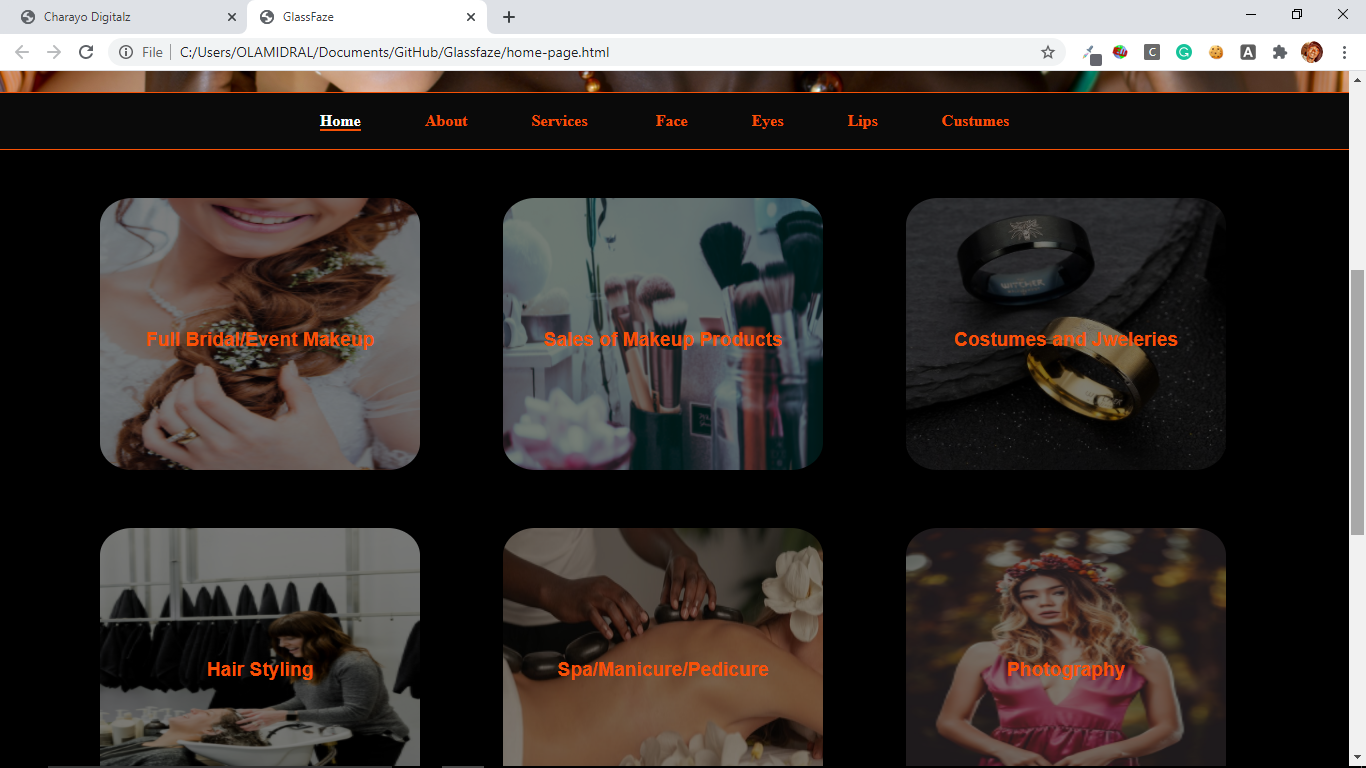 Charayo Digitalz
GlassFaze
File
C:/Users/OLAMIDRAL/Documents/GitHub/Glassfaze/home-page.html
Home About Services Face Eyes Lips Custumes
Full Bridal/Event Makeup
Sales of Makeup Products
WITCHER
Costumes and Jweleries
Hair Styling
Spa/Manicure/Pedicure
Photography